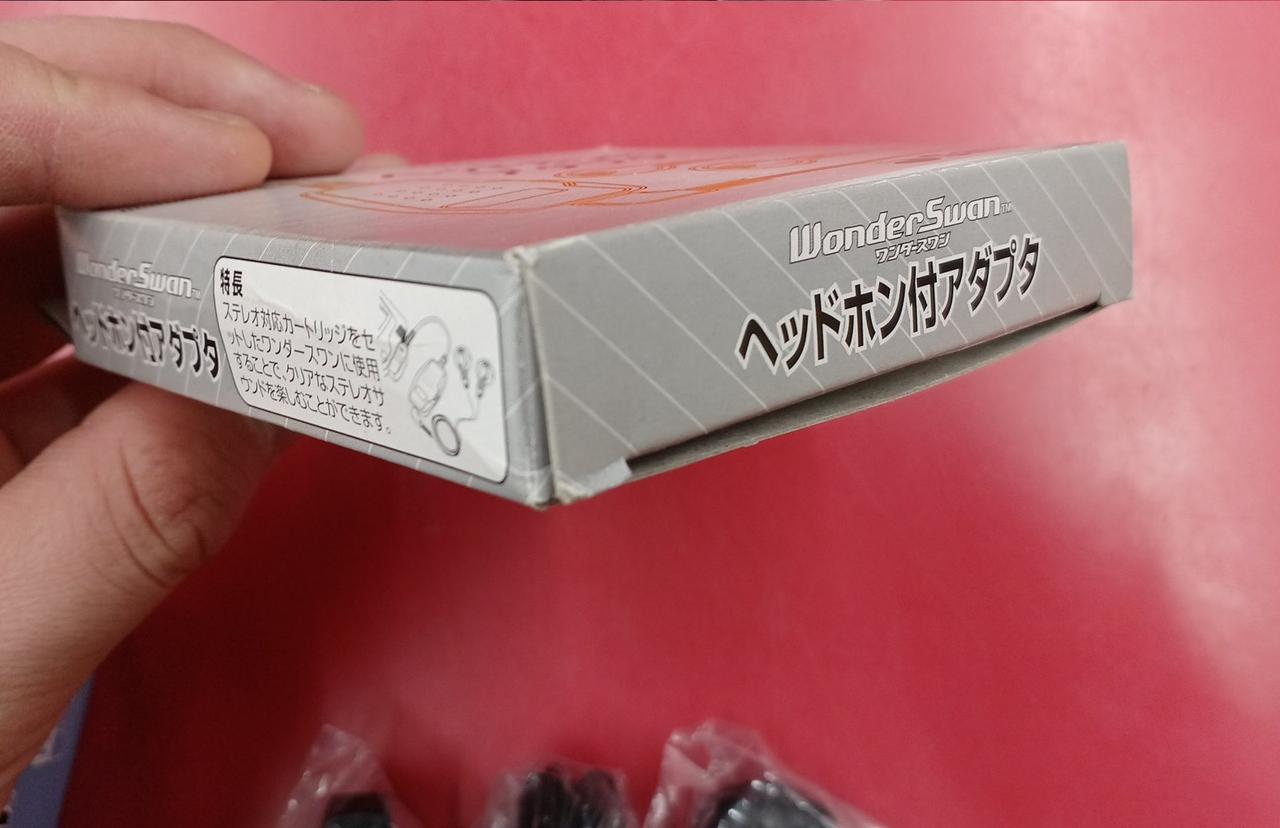 WonderSwan
ワンダースワン
ヘッドホン付アダプタ
特長
ステレオ対応カートリッジをセ
ットしたワンダースワンに使用
することで、クリアなステレオサ
ウンドを楽しむことができます。
WonderSwan™
ワンダースワン
ヘッドホン付アダプタ